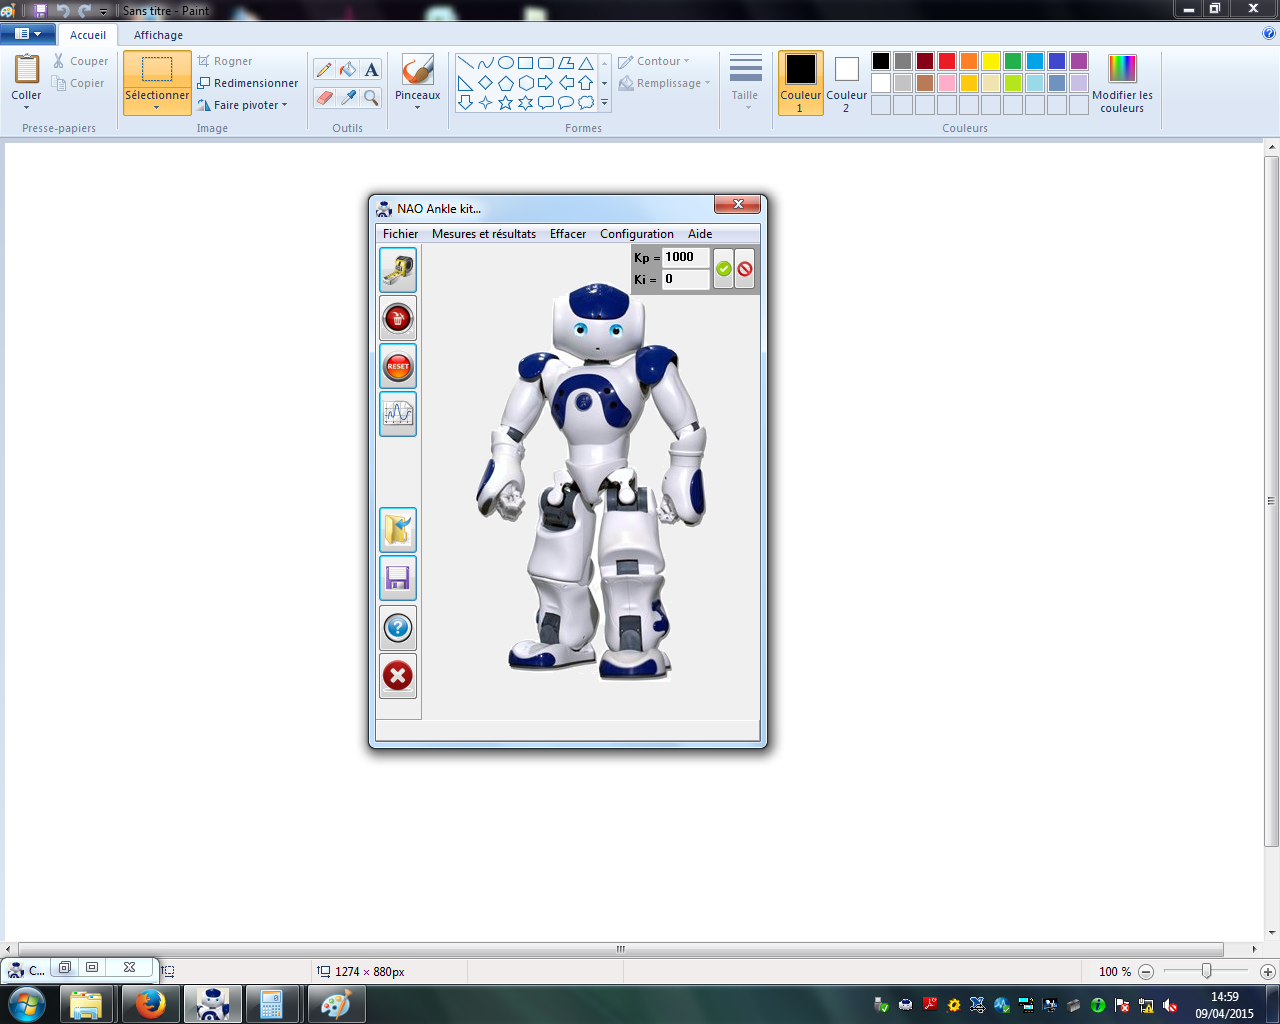 Sans titre - Paint
Accueil Affichage
Coller
Couper
Copier
Presse-papiers
Sélectionner
Rogner
Redimensionner
Faire pivoter
Image
A
Outils
Pinceaux
Contour
Remplissage
Formes
Taille
Couleur 1
Couleur 2
Modifier les couleurs
Couleurs
NAO Ankle kit...
Fichier Mesures et résultats Effacer Configuration Aide
Kp = 1000
Ki = 0
RESET
?
C...
1274 × 880px
100 %
14:59
09/04/2015